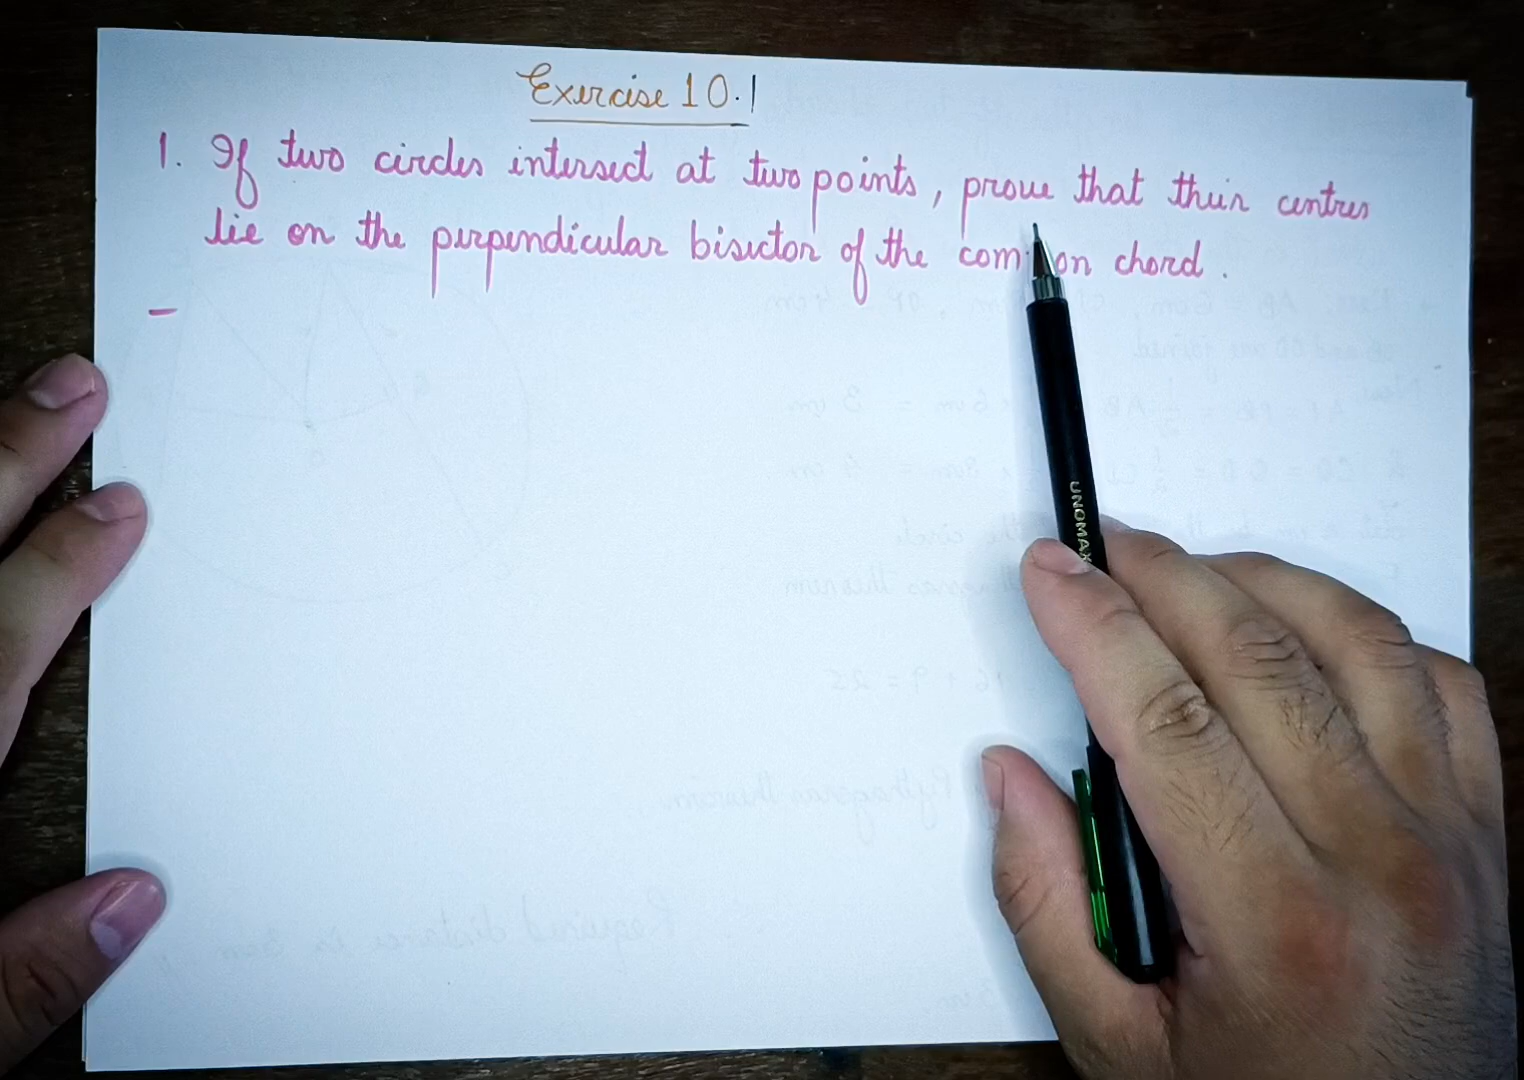 Exercise 10.1
1. If two circles intersect at two points, prove that their centres
lie on the perpendicular bisector of the common chord.
-
UNOMAX